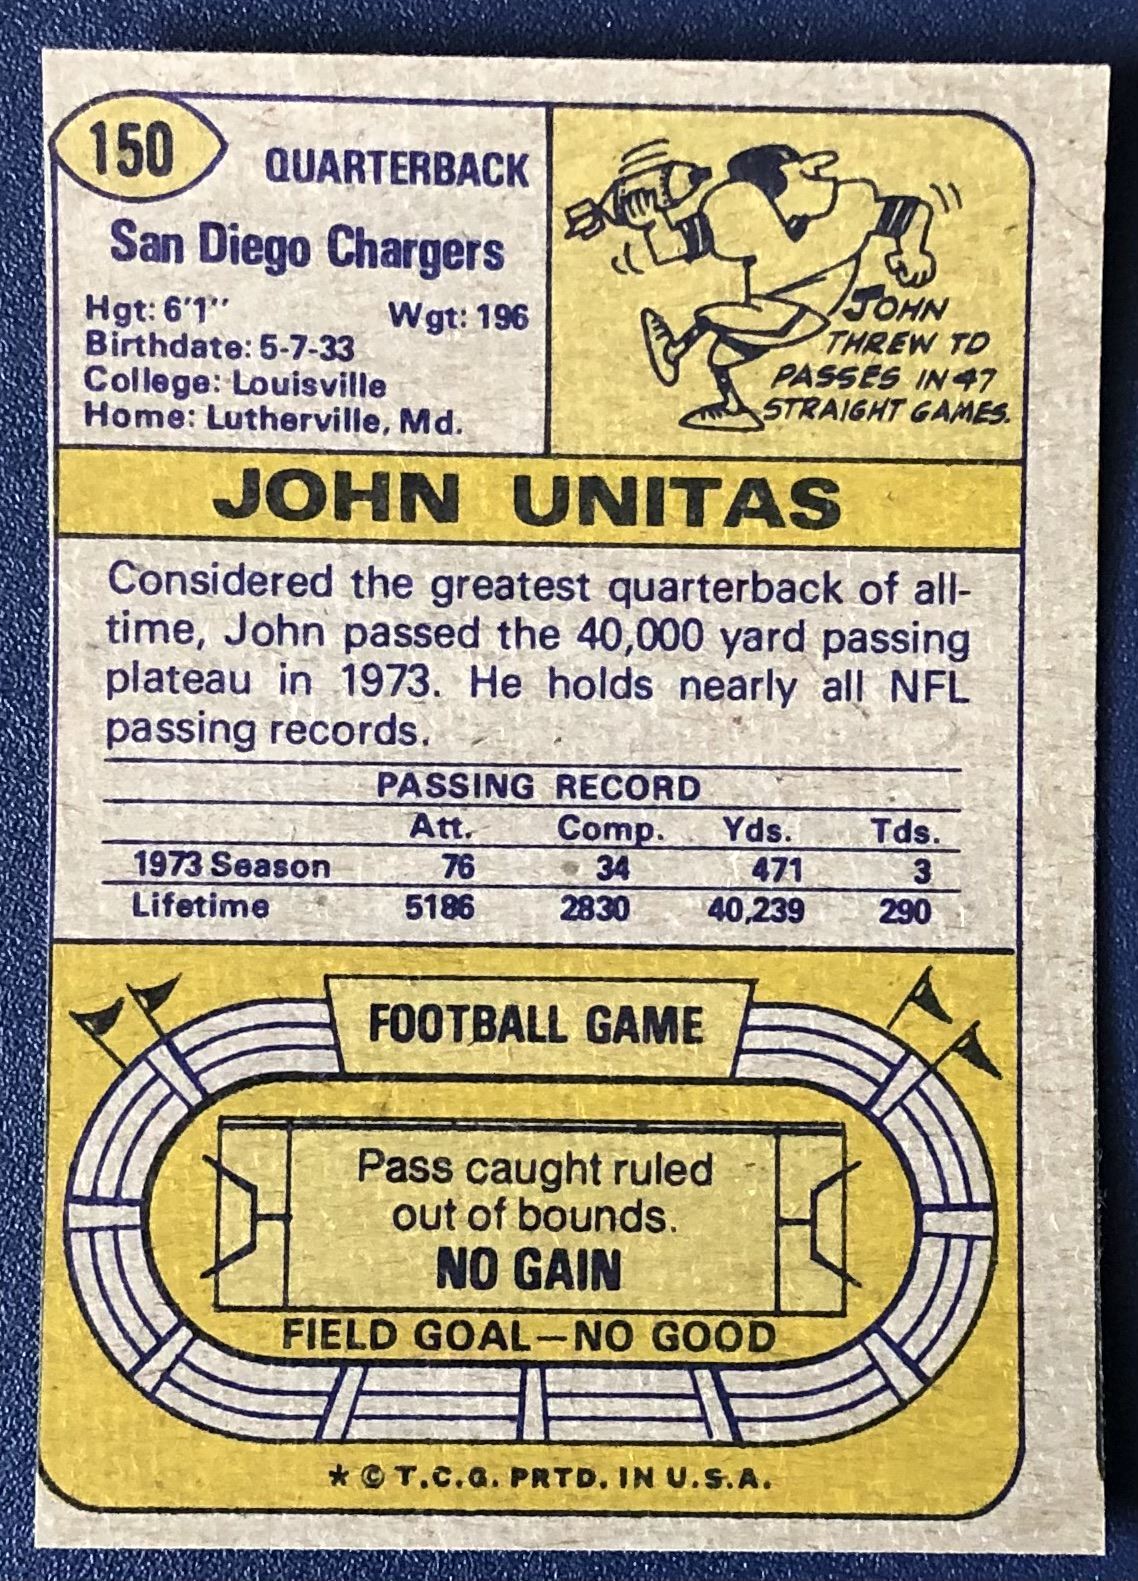 150
QUARTERBACK
San Diego Chargers
Hgt: 6'1" Wgt: 196
Birthdate: 5-7-33
College: Louisville
Home: Lutherville, Md.
JOHN
THREW TD
PASSES IN 47
STRAIGHT GAMES.
JOHN UNITAS
Considered the greatest quarterback of all-
time, John passed the 40,000 yard passing
plateau in 1973. He holds nearly all NFL
passing records.
PASSING RECORD
Att. Comp. Yds. Tds.
1973 Season 76 34 471 3
Lifetime 5186 2830 40,239 290
FOOTBALL GAME
Pass caught ruled
out of bounds.
NO GAIN
FIELD GOAL—NO GOOD
★ © T.C.G. PRTD. IN U.S.A.